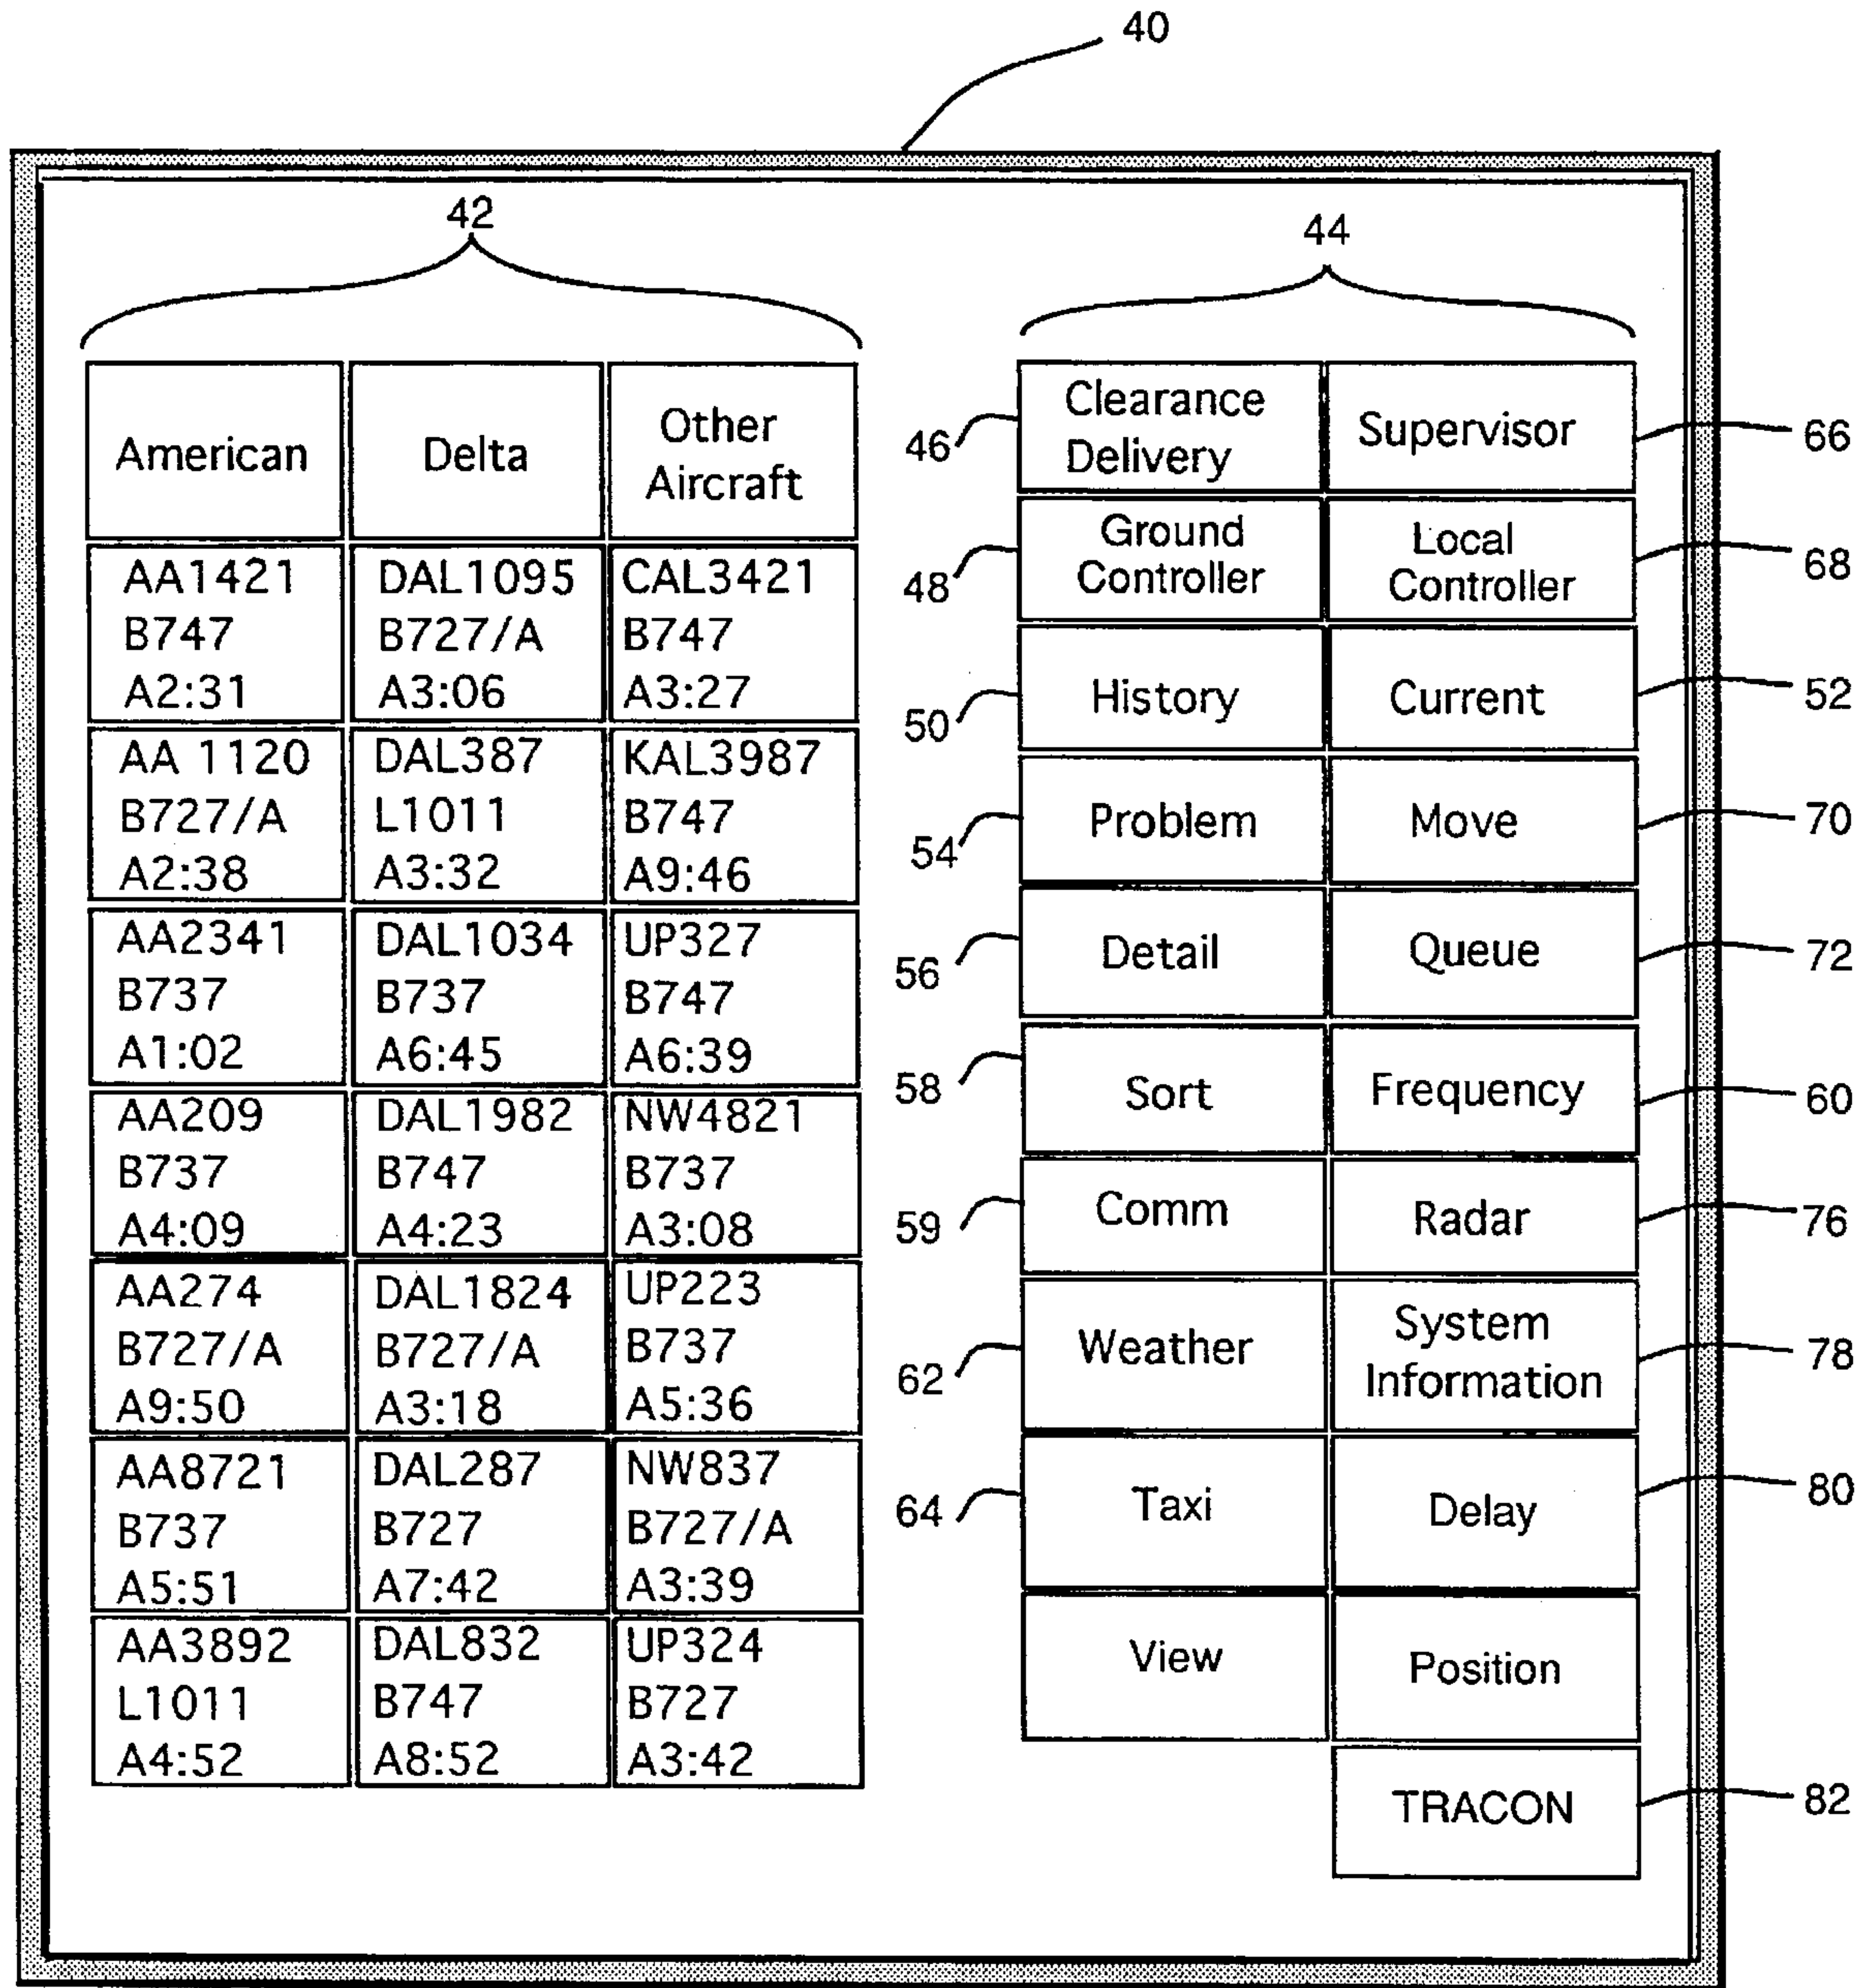 40
42
44
American
Delta
Other
Aircraft
AA1421
B747
A2:31
DAL1095
B727/A
A3:06
CAL3421
B747
A3:27
AA 1120
B727/A
A2:38
DAL387
L1011
A3:32
KAL3987
B747
A9:46
AA2341
B737
A1:02
DAL1034
B737
A6:45
UP327
B747
A6:39
AA209
B737
A4:09
DAL1982
B747
A4:23
NW4821
B737
A3:08
AA274
B727/A
A9:50
DAL1824
B727/A
A3:18
UP223
B737
A5:36
AA8721
B737
A5:51
DAL287
B727
A7:42
NW837
B727/A
A3:39
AA3892
L1011
A4:52
DAL832
B747
A8:52
UP324
B727
A3:42
46
Clearance
Delivery
Supervisor
66
48
Ground
Controller
Local
Controller
68
50
History
Current
52
54
Problem
Move
70
56
Detail
Queue
72
58
Sort
Frequency
60
59
Comm
Radar
76
62
Weather
System
Information
78
64
Taxi
Delay
80
View
Position
TRACON
82